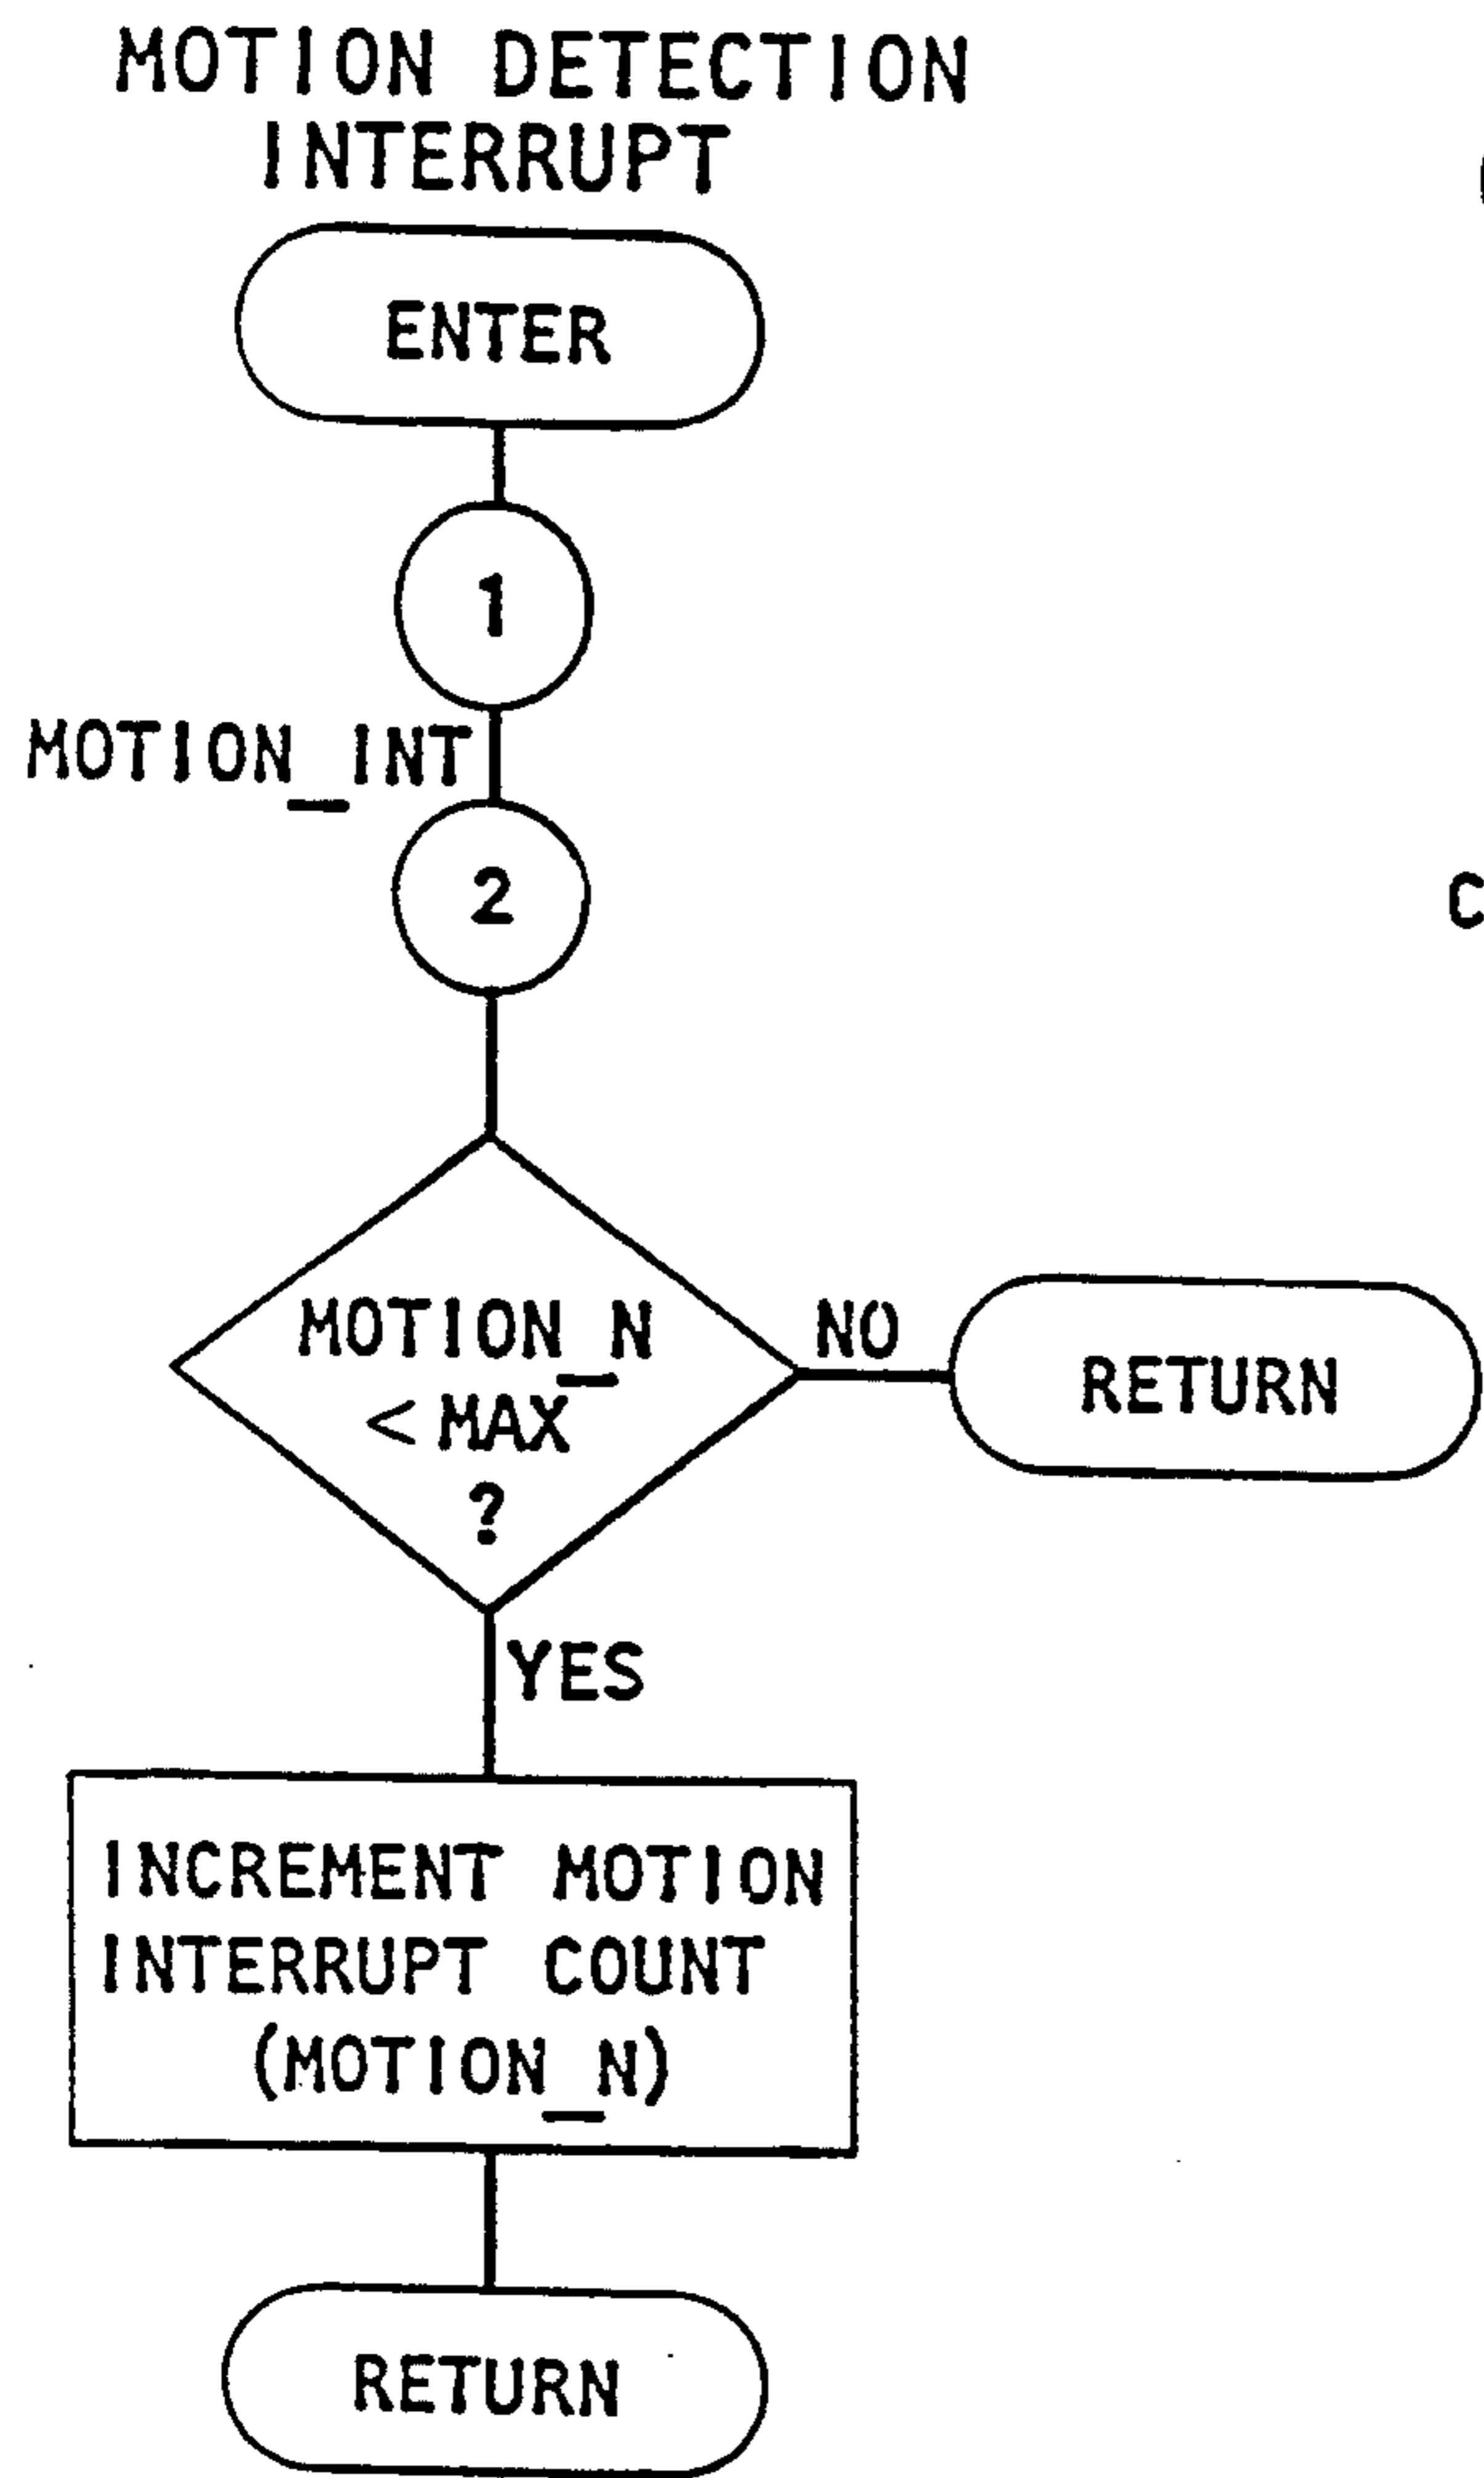 MOTION DETECTION
INTERRUPT
ENTER
1
MOTION_INT
2
C
MOTION_N
< MAX
?
NO
RETURN
YES
INCREMENT MOTION
INTERRUPT COUNT
(MOTION_N)
RETURN